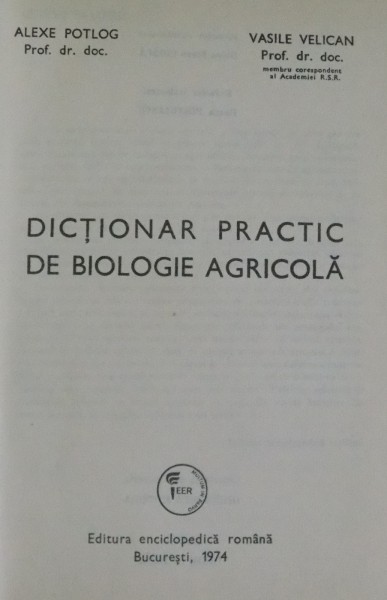 ALEXE POTLOG
Prof. dr. doc.
VASILE VELICAN
Prof. dr. doc.
membru corespondent
al Academiei R.S.R.
DICȚIONAR PRACTIC
DE BIOLOGIE AGRICOLĂ
EER
Editura enciclopedică română
București, 1974